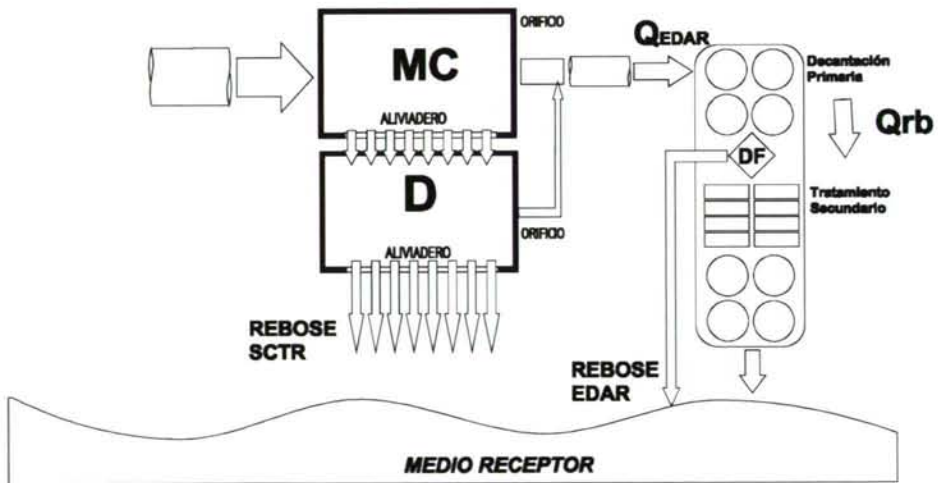 ORIFICIO
MC
ALIVIADERO
QEDAR
Decantación
Primaria
Qrb
DF
D
ORIFICIO
ALIVIADERO
Tratamiento
Secundario
REBOSE
SCTR
REBOSE
EDAR
MEDIO RECEPTOR